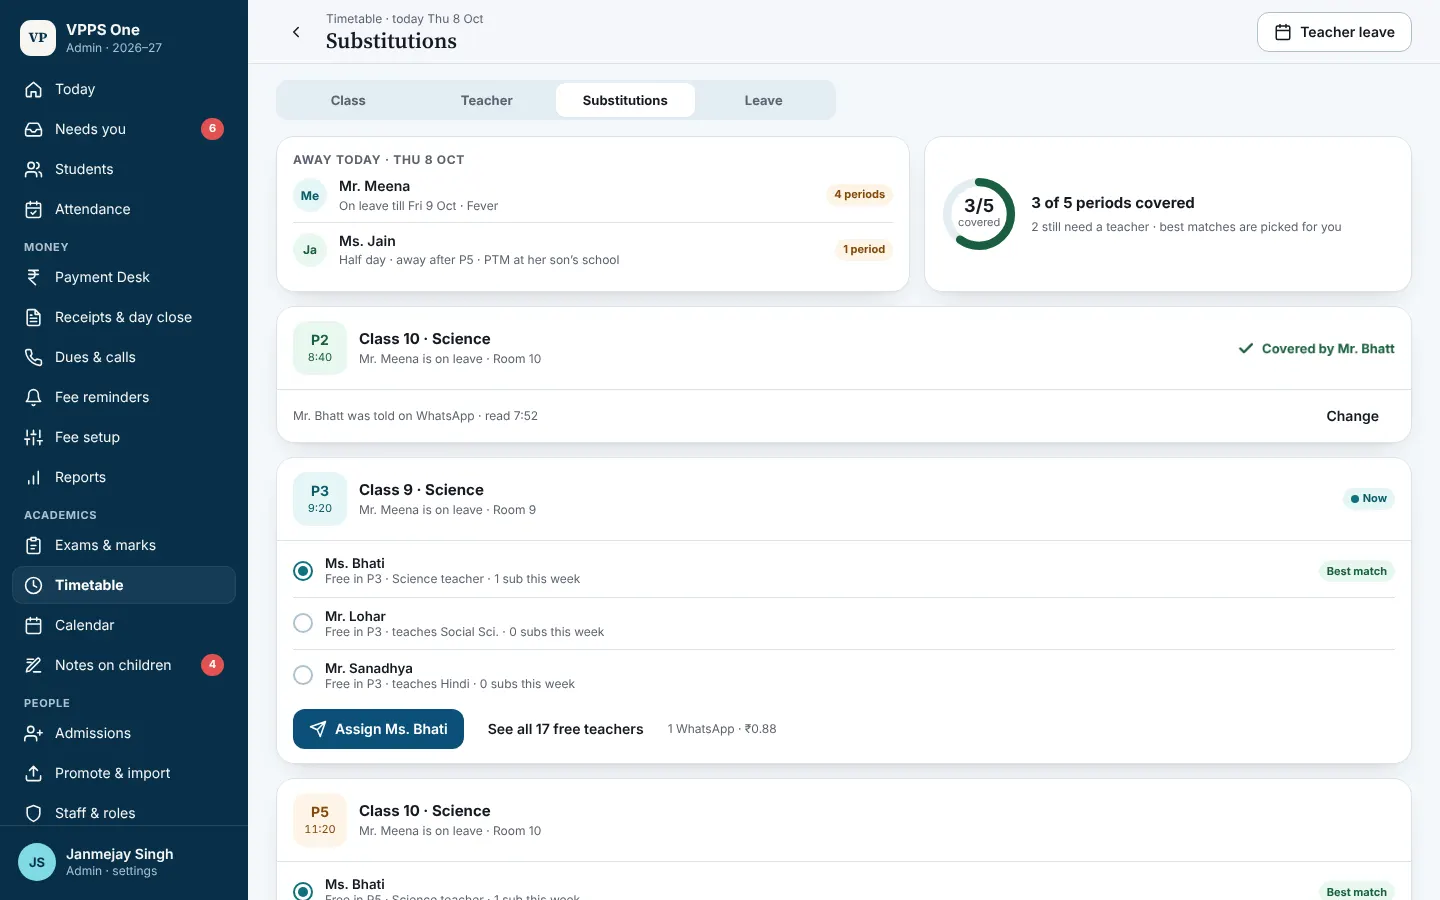 VP
VPPS One
Admin · 2026–27
Today
Needs you 6
Students
Attendance
MONEY
Payment Desk
Receipts & day close
Dues & calls
Fee reminders
Fee setup
Reports
ACADEMICS
Exams & marks
Timetable
Calendar
Notes on children 4
PEOPLE
Admissions
Promote & import
Staff & roles
JS
Janmejay Singh
Admin · settings
Timetable · today Thu 8 Oct
Substitutions
Teacher leave
Class Teacher Substitutions Leave
AWAY TODAY · THU 8 OCT
Me
Mr. Meena
On leave till Fri 9 Oct · Fever
4 periods
Ja
Ms. Jain
Half day · away after P5 · PTM at her son’s school
1 period
3/5
covered
3 of 5 periods covered
2 still need a teacher · best matches are picked for you
P2
8:40
Class 10 · Science
Mr. Meena is on leave · Room 10
Covered by Mr. Bhatt
Mr. Bhatt was told on WhatsApp · read 7:52
Change
P3
9:20
Class 9 · Science
Mr. Meena is on leave · Room 9
Now
Ms. Bhati
Free in P3 · Science teacher · 1 sub this week
Best match
Mr. Lohar
Free in P3 · teaches Social Sci. · 0 subs this week
Mr. Sanadhya
Free in P3 · teaches Hindi · 0 subs this week
Assign Ms. Bhati
See all 17 free teachers
1 WhatsApp · ₹0.88
P5
11:20
Class 10 · Science
Mr. Meena is on leave · Room 10
Ms. Bhati
Free in P5 · Science teacher · 1 sub this week
Best match